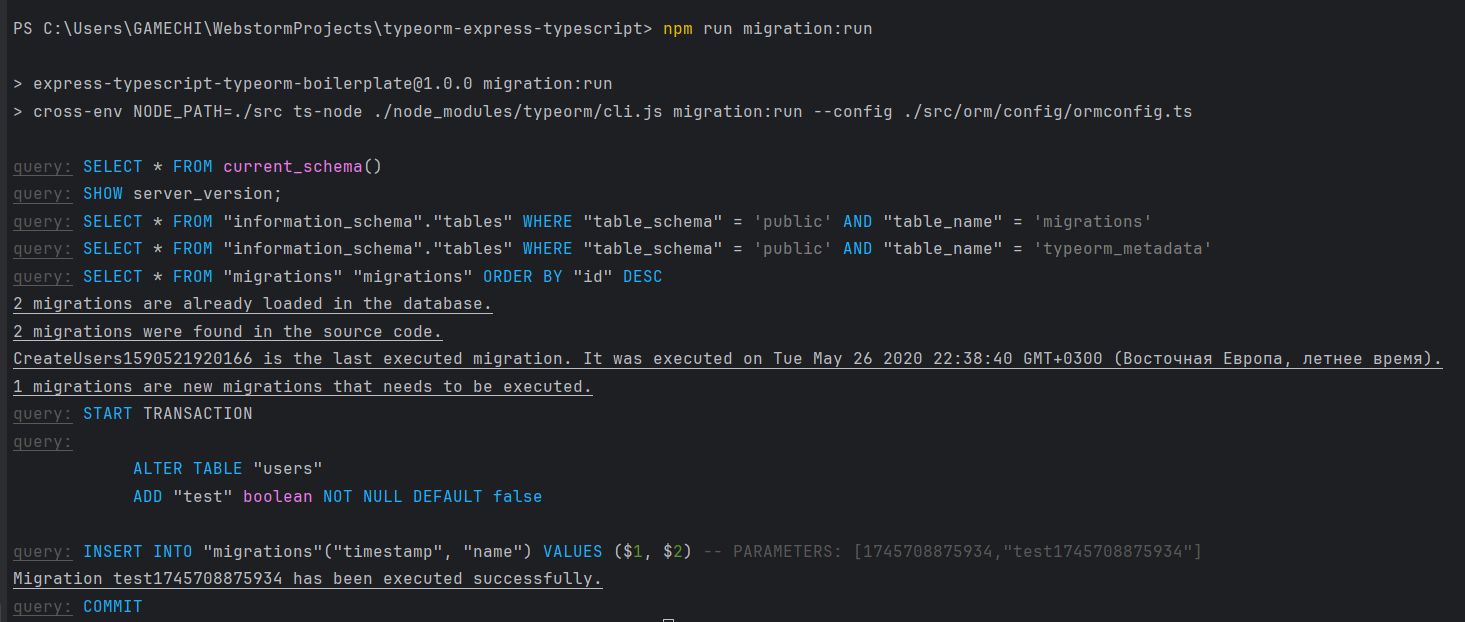 PS C:\Users\GAMECHI\WebstormProjects\typeorm-express-typescript> npm run migration:run
> express-typescript-typeorm-boilerplate@1.0.0 migration:run
> cross-env NODE_PATH=./src ts-node ./node_modules/typeorm/cli.js migration:run --config ./src/orm/config/ormconfig.ts
query: SELECT * FROM current_schema()
query: SHOW server_version;
query: SELECT * FROM "information_schema"."tables" WHERE "table_schema" = 'public' AND "table_name" = 'migrations'
query: SELECT * FROM "information_schema"."tables" WHERE "table_schema" = 'public' AND "table_name" = 'typeorm_metadata'
query: SELECT * FROM "migrations" "migrations" ORDER BY "id" DESC
2 migrations are already loaded in the database.
2 migrations were found in the source code.
CreateUsers1590521920166 is the last executed migration. It was executed on Tue May 26 2020 22:38:40 GMT+0300 (Восточная Европа, летнее время).
1 migrations are new migrations that needs to be executed.
query: START TRANSACTION
query:
ALTER TABLE "users"
ADD "test" boolean NOT NULL DEFAULT false
query: INSERT INTO "migrations"("timestamp", "name") VALUES ($1, $2) -- PARAMETERS: [1745708875934,"test1745708875934"]
Migration test1745708875934 has been executed successfully.
query: COMMIT